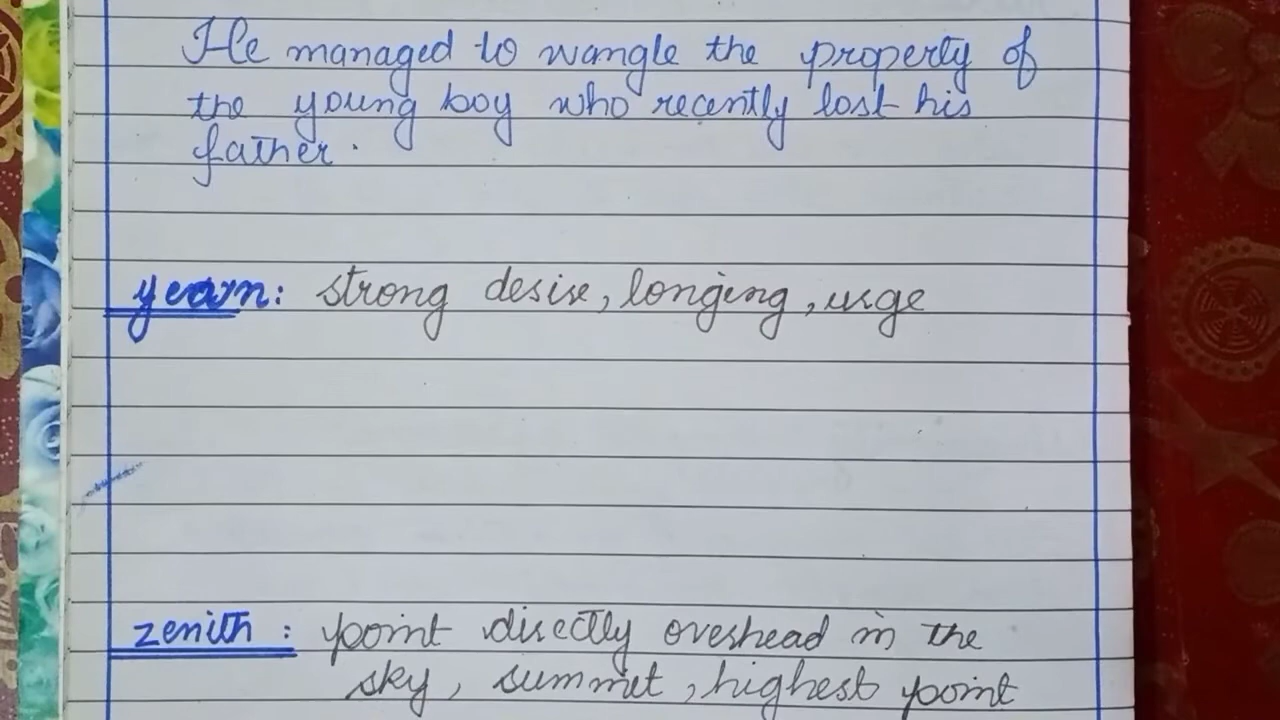 He managed to wangle the property of
the young boy who recently lost his
father.
yearn: strong desire, longing, urge
zenith: point directly overhead in the
sky, summit, highest point